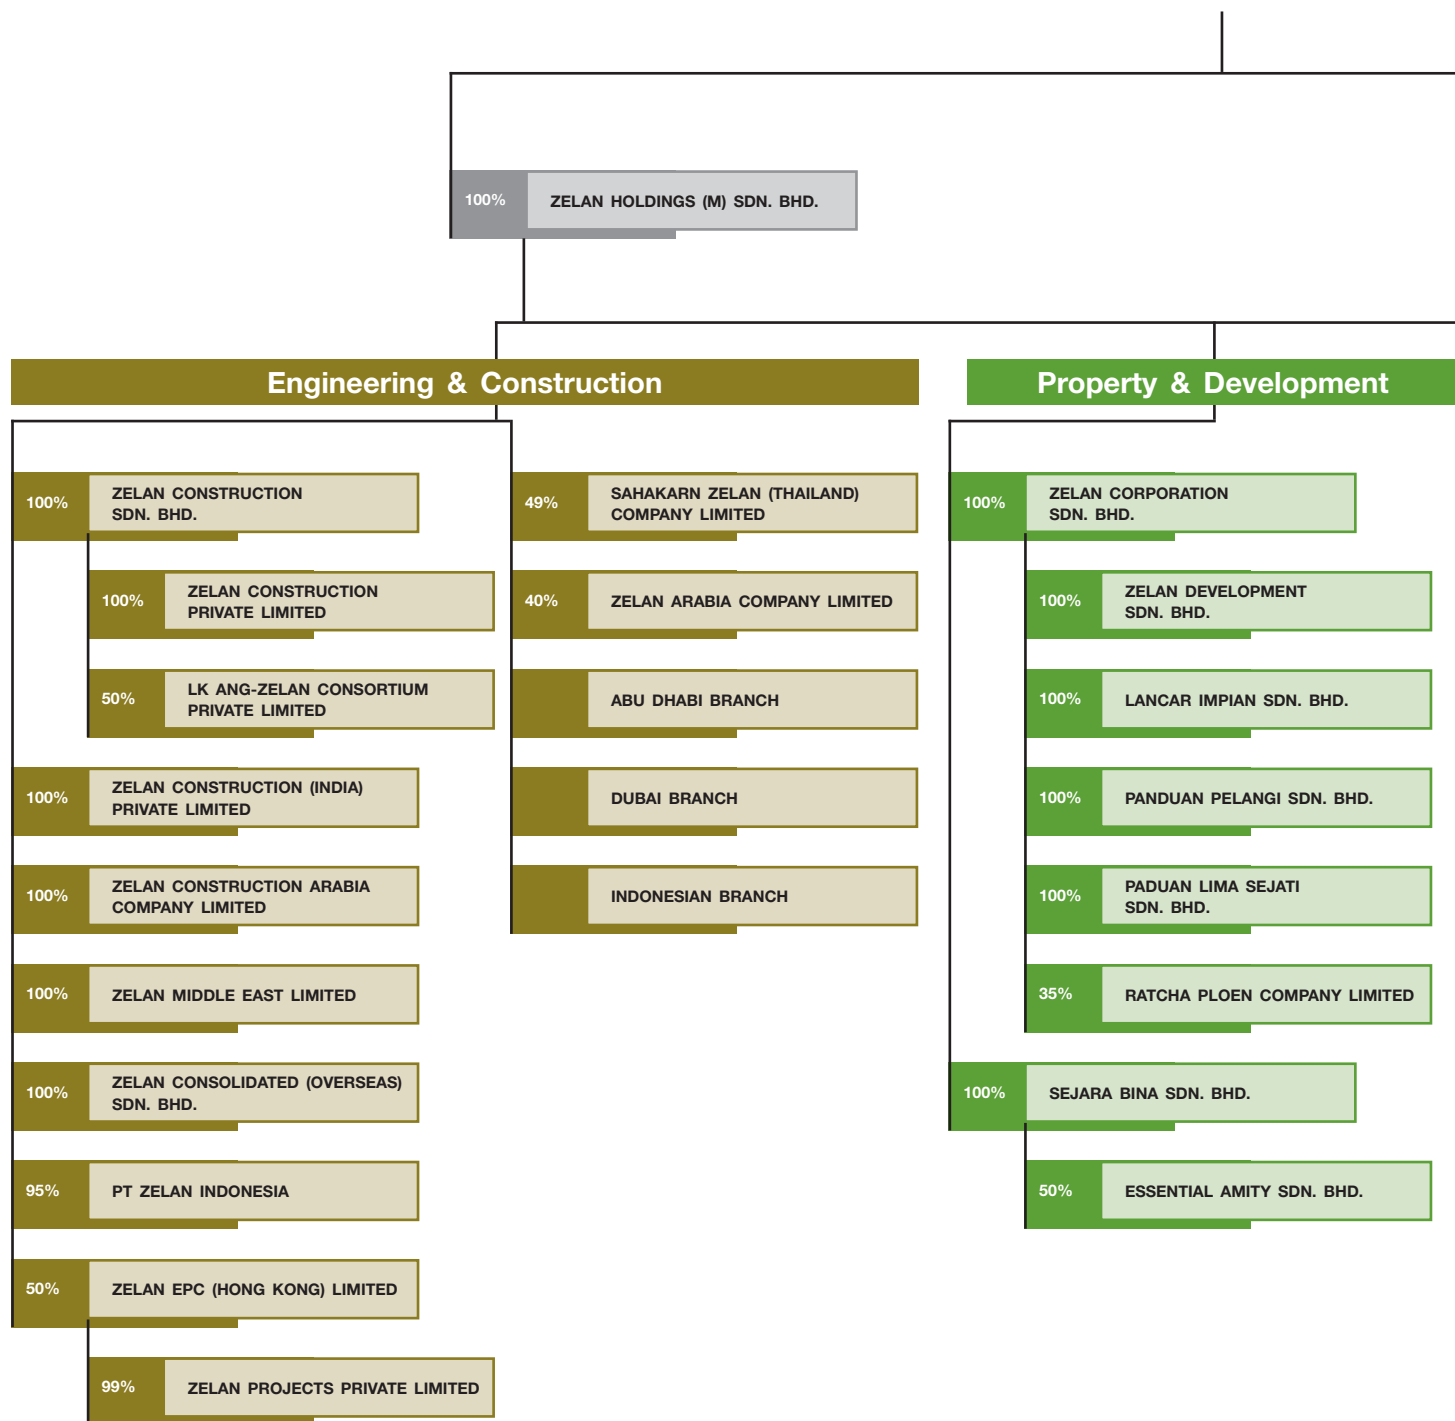 100%
ZELAN HOLDINGS (M) SDN. BHD.
Engineering & Construction
100%
ZELAN CONSTRUCTION
SDN. BHD.
100%
ZELAN CONSTRUCTION
PRIVATE LIMITED
50%
LK ANG-ZELAN CONSORTIUM
PRIVATE LIMITED
100%
ZELAN CONSTRUCTION (INDIA)
PRIVATE LIMITED
100%
ZELAN CONSTRUCTION ARABIA
COMPANY LIMITED
100%
ZELAN MIDDLE EAST LIMITED
100%
ZELAN CONSOLIDATED (OVERSEAS)
SDN. BHD.
95%
PT ZELAN INDONESIA
50%
ZELAN EPC (HONG KONG) LIMITED
99%
ZELAN PROJECTS PRIVATE LIMITED
49%
SAHAKARN ZELAN (THAILAND)
COMPANY LIMITED
40%
ZELAN ARABIA COMPANY LIMITED
ABU DHABI BRANCH
DUBAI BRANCH
INDONESIAN BRANCH
Property & Development
100%
ZELAN CORPORATION
SDN. BHD.
100%
ZELAN DEVELOPMENT
SDN. BHD.
100%
LANCAR IMPIAN SDN. BHD.
100%
PANDUAN PELANGI SDN. BHD.
100%
PADUAN LIMA SEJATI
SDN. BHD.
35%
RATCHA PLOEN COMPANY LIMITED
100%
SEJARA BINA SDN. BHD.
50%
ESSENTIAL AMITY SDN. BHD.